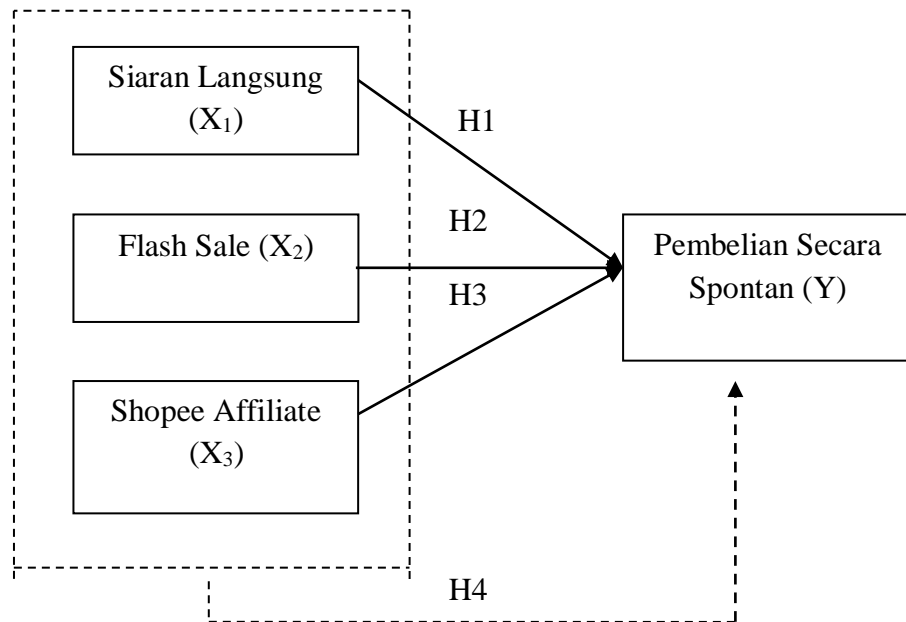 Siaran Langsung
(X₁)
H1
Flash Sale (X₂)
H2
Pembelian Secara
Spontan (Y)
H3
Shopee Affiliate
(X₃)
H4